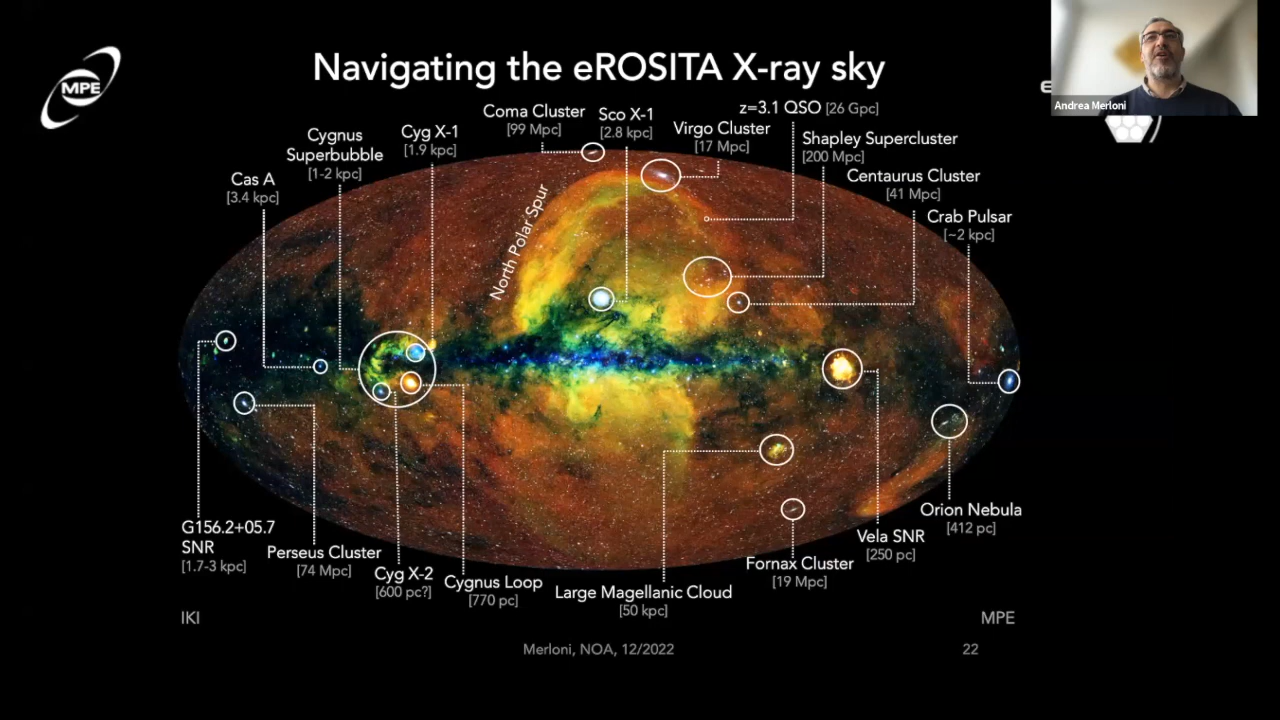 MPE
Navigating the eROSITA X-ray sky
Andrea Merloni
Coma Cluster
[99 Mpc]
Sco X-1
[2.8 kpc]
z=3.1 QSO [26 Gpc]
Virgo Cluster
[17 Mpc]
Shapley Supercluster
[200 Mpc]
Cygnus
Superbubble
[1-2 kpc]
Cyg X-1
[1.9 kpc]
Centaurus Cluster
[41 Mpc]
Cas A
[3.4 kpc]
Crab Pulsar
[~2 kpc]
North Polar Spur
G156.2+05.7
SNR
[1.7-3 kpc]
Perseus Cluster
[74 Mpc]
Cyg X-2
[600 pc?]
Cygnus Loop
[770 pc]
Large Magellanic Cloud
[50 kpc]
Fornax Cluster
[19 Mpc]
Vela SNR
[250 pc]
Orion Nebula
[412 pc]
IKI
MPE
Merloni, NOA, 12/2022
22